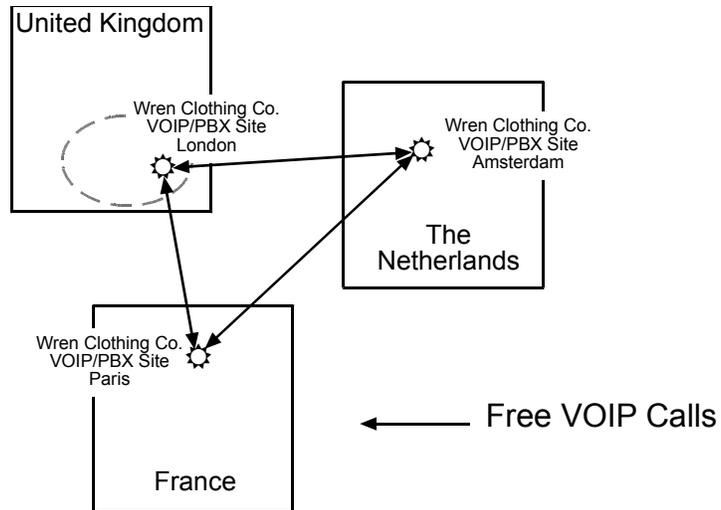 United Kingdom
Wren Clothing Co.
VOIP/PBX Site
London
Wren Clothing Co.
VOIP/PBX Site
Amsterdam
The
Netherlands
Wren Clothing Co.
VOIP/PBX Site
Paris
Free VOIP Calls
France